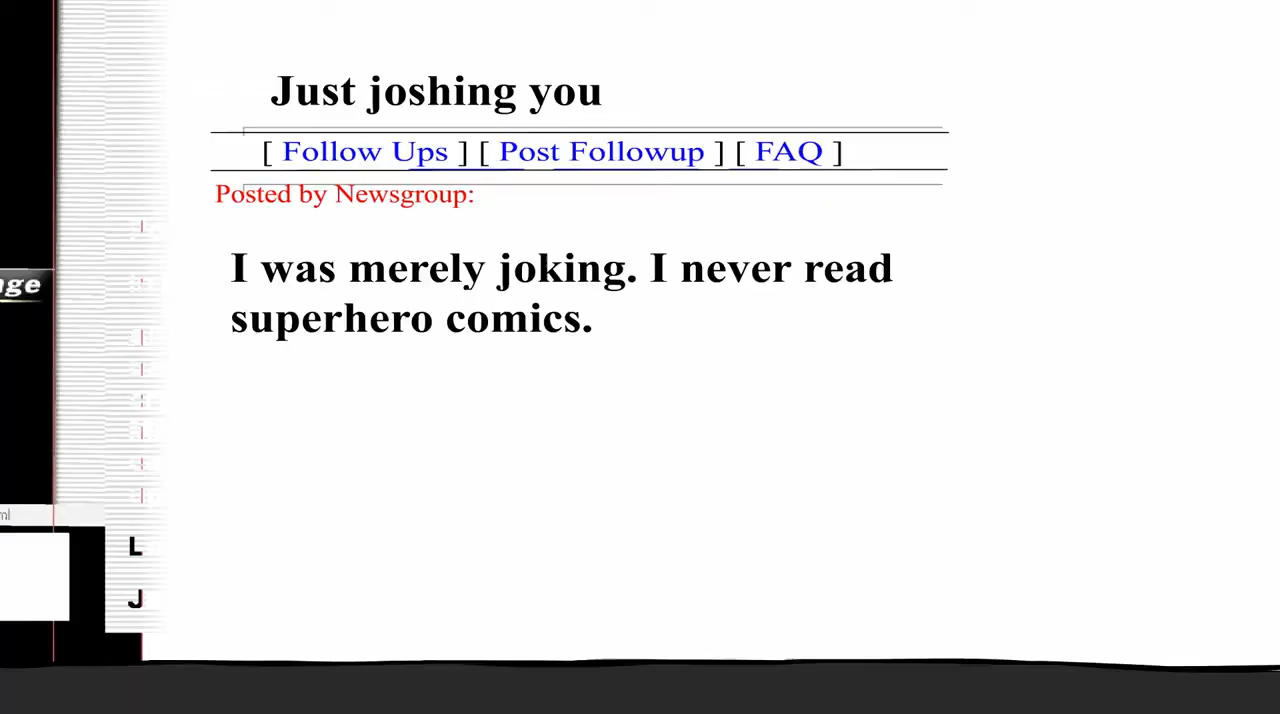 Just joshing you
[ Follow Ups ] [ Post Followup ] [ FAQ ]
Posted by Newsgroup:
I was merely joking. I never read
superhero comics.
L
J